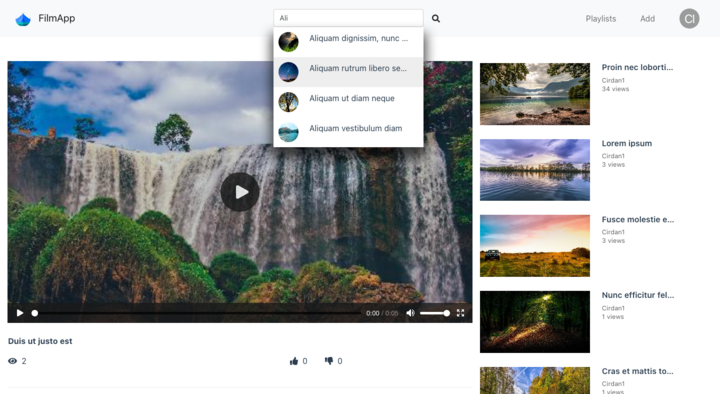 FilmApp
Ali
Playlists
Add
CI
Aliquam dignissim, nunc ...
Aliquam rutrum libero se...
Aliquam ut diam neque
Aliquam vestibulum diam
0:00 / 0:05
Duis ut justo est
2
0
0
Proin nec loborti...
Cirdan1
34 views
Lorem ipsum
Cirdan1
3 views
Fusce molestie e...
Cirdan1
3 views
Nunc efficitur fel...
Cirdan1
1 views
Cras et mattis to...
Cirdan1
1 views